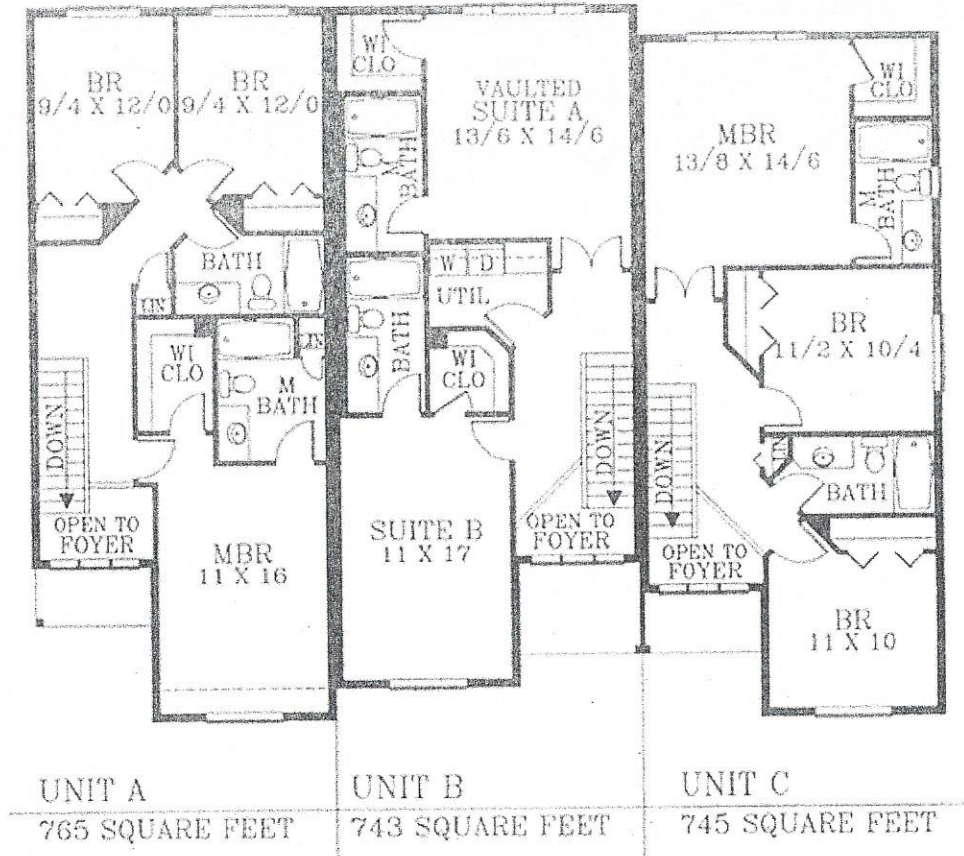 BR
9/4 X 12/0
BR
9/4 X 12/0
BATH
LIN
WI
CLO
LIN
M
BATH
DOWN
OPEN TO
FOYER
MBR
11 X 16
WI
CLO
VAULTED
SUITE A
13/6 X 14/6
M
BATH
W
D
UTIL
BATH
WI
CLO
DOWN
SUITE B
11 X 17
OPEN TO
FOYER
MBR
13/8 X 14/6
WI
CLO
M
BATH
BR
11/2 X 10/4
DOWN
LIN
BATH
OPEN TO
FOYER
BR
11 X 10
UNIT A
765 SQUARE FEET
UNIT B
743 SQUARE FEET
UNIT C
745 SQUARE FEET